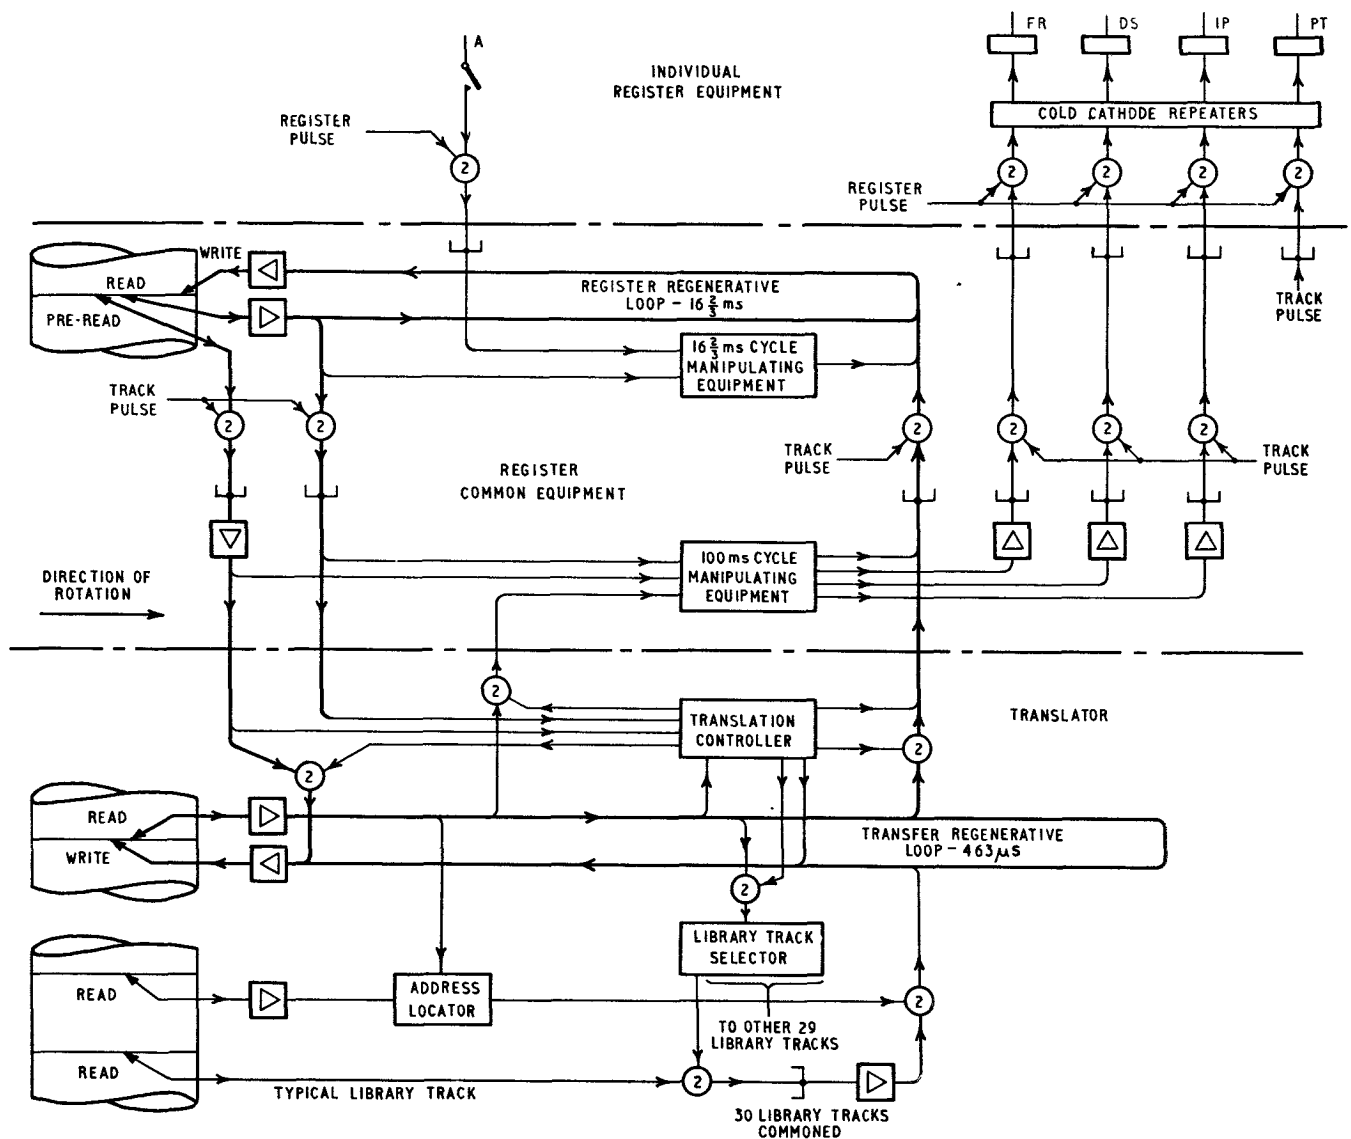 FR
DS
IP
PT
A
INDIVIDUAL
REGISTER EQUIPMENT
COLD CATHODE REPEATERS
REGISTER
PULSE
2
2
2
2
2
REGISTER
PULSE
WRITE
READ
PRE-READ
REGISTER REGENERATIVE
LOOP - 16 2/3 ms
TRACK
PULSE
16 2/3 ms CYCLE
MANIPULATING
EQUIPMENT
TRACK
PULSE
2
2
2
2
2
2
TRACK
PULSE
TRACK
PULSE
REGISTER
COMMON EQUIPMENT
100 ms CYCLE
MANIPULATING
EQUIPMENT
DIRECTION OF
ROTATION
2
TRANSLATION
CONTROLLER
TRANSLATOR
2
2
READ
WRITE
TRANSFER REGENERATIVE
LOOP - 463 µs
2
LIBRARY TRACK
SELECTOR
READ
ADDRESS
LOCATOR
2
TO OTHER 29
LIBRARY TRACKS
READ
TYPICAL LIBRARY TRACK
2
30 LIBRARY TRACKS
COMMONED